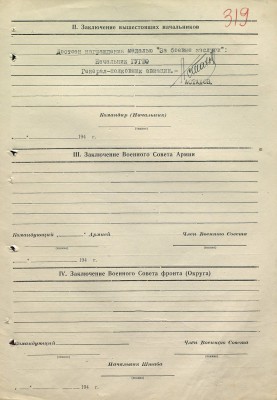 319
II. Заключение вышестоящих начальников
Достоин награждения медалью "За боевые заслуги":
Начальник
Генерал-полковник авиации.-
Командир (Начальник)
" " 194 г.
III. Заключение Военного Совета Армии
Командующий " Армией. Член Военного Совета
" " 194 г.
IV. Заключение Военного Совета фронта (Округа)
Командующий Член Военного Совета
Начальник Штаба
" " 194 г.